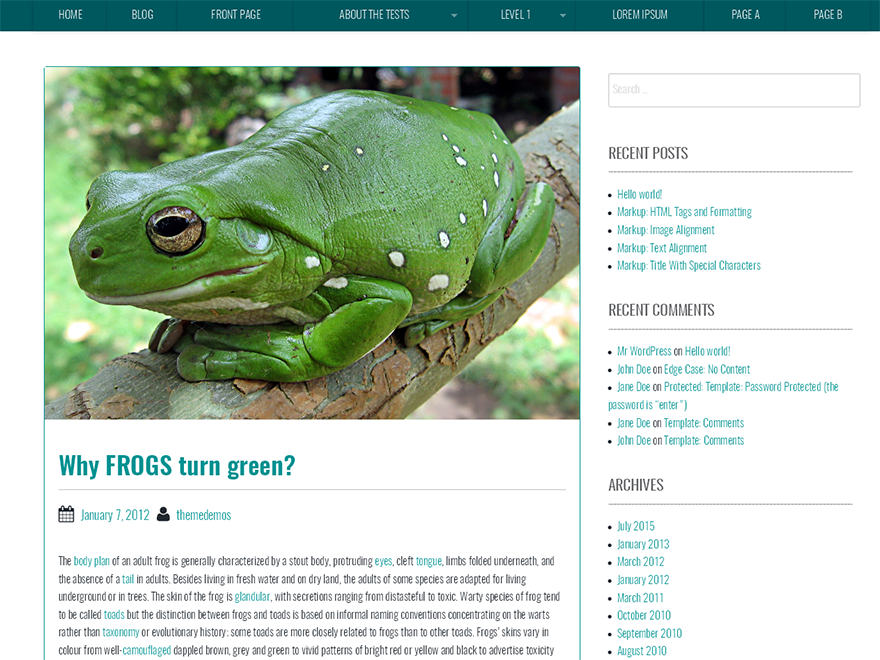 HOME BLOG FRONT PAGE ABOUT THE TESTS LEVEL 1 LOREM IPSUM PAGE A PAGE B
Why FROGS turn green?
January 7, 2012 themedemos
The body plan of an adult frog is generally characterized by a stout body, protruding eyes, cleft tongue, limbs folded underneath, and
the absence of a tail in adults. Besides living in fresh water and on dry land, the adults of some species are adapted for living
underground or in trees. The skin of the frog is glandular, with secretions ranging from distasteful to toxic. Warty species of frog tend
to be called toads but the distinction between frogs and toads is based on informal naming conventions concentrating on the warts
rather than taxonomy or evolutionary history: some toads are more closely related to frogs than to other toads. Frogs' skins vary in
colour from well-camouflaged dappled brown, grey and green to vivid patterns of bright red or yellow and black to advertise toxicity
Search ...
RECENT POSTS
Hello world!
Markup: HTML Tags and Formatting
Markup: Image Alignment
Markup: Text Alignment
Markup: Title With Special Characters
RECENT COMMENTS
Mr WordPress on Hello world!
John Doe on Edge Case: No Content
Jane Doe on Protected: Template: Password Protected (the
password is “enter”)
Jane Doe on Template: Comments
John Doe on Template: Comments
ARCHIVES
July 2015
January 2013
March 2012
January 2012
March 2011
October 2010
September 2010
August 2010